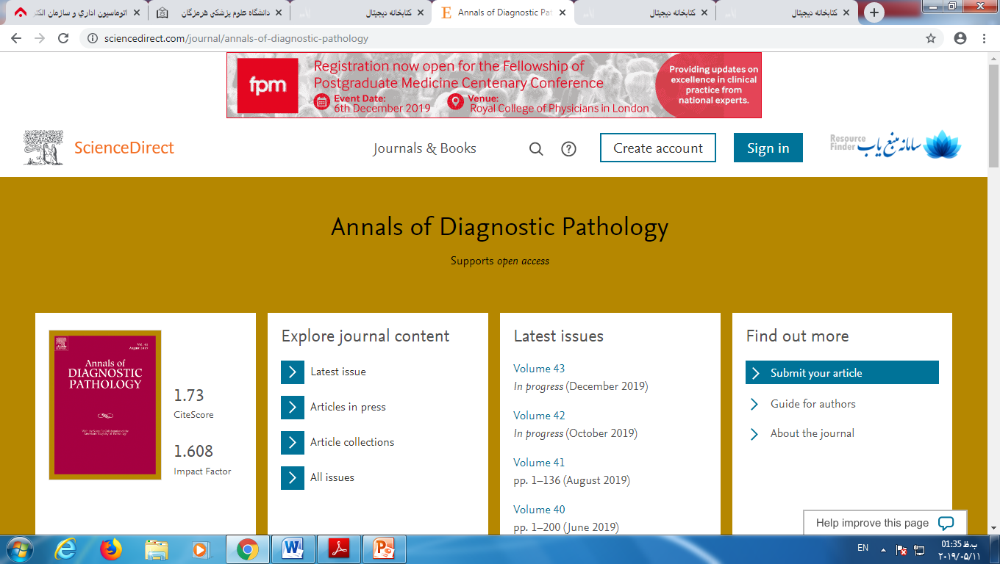 اتوماسیون اداري و سازمان الکتر
دانشگاه علوم پزشکی هرمزگان
کتابخانه دیجیتال
Annals of Diagnostic Pat
کتابخانه دیجیتال
کتابخانه دیجیتال
sciencedirect.com/journal/annals-of-diagnostic-pathology
fpm
Registration now open for the Fellowship of
Postgraduate Medicine Centenary Conference
Event Date:
6th December 2019
Venue:
Royal College of Physicians in London
Providing updates on
excellence in clinical
practice from
national experts.
ScienceDirect
Journals & Books
Create account
Sign in
Resource
Finder
سامانه منبع یاب
Annals of Diagnostic Pathology
Supports open access
Vol. 41
August 2019
Annals of
DIAGNOSTIC
PATHOLOGY
1.73
CiteScore
1.608
Impact Factor
Explore journal content
Latest issue
Articles in press
Article collections
All issues
Latest issues
Volume 43
In progress (December 2019)
Volume 42
In progress (October 2019)
Volume 41
pp. 1–136 (August 2019)
Volume 40
pp. 1–200 (June 2019)
Find out more
Submit your article
Guide for authors
About the journal
Help improve this page
EN
01:35 ب.ظ
۲۰۱۹/۰۵/۱۱